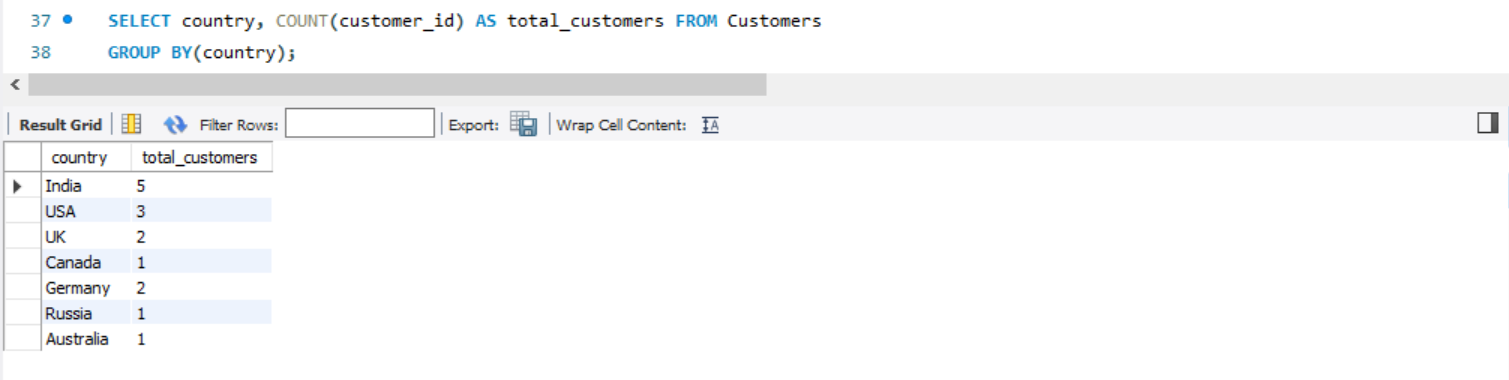 37 SELECT country, COUNT(customer_id) AS total_customers FROM Customers
38 GROUP BY(country);
Result Grid Filter Rows: Export: Wrap Cell Content: IA
country total_customers
India 5
USA 3
UK 2
Canada 1
Germany 2
Russia 1
Australia 1